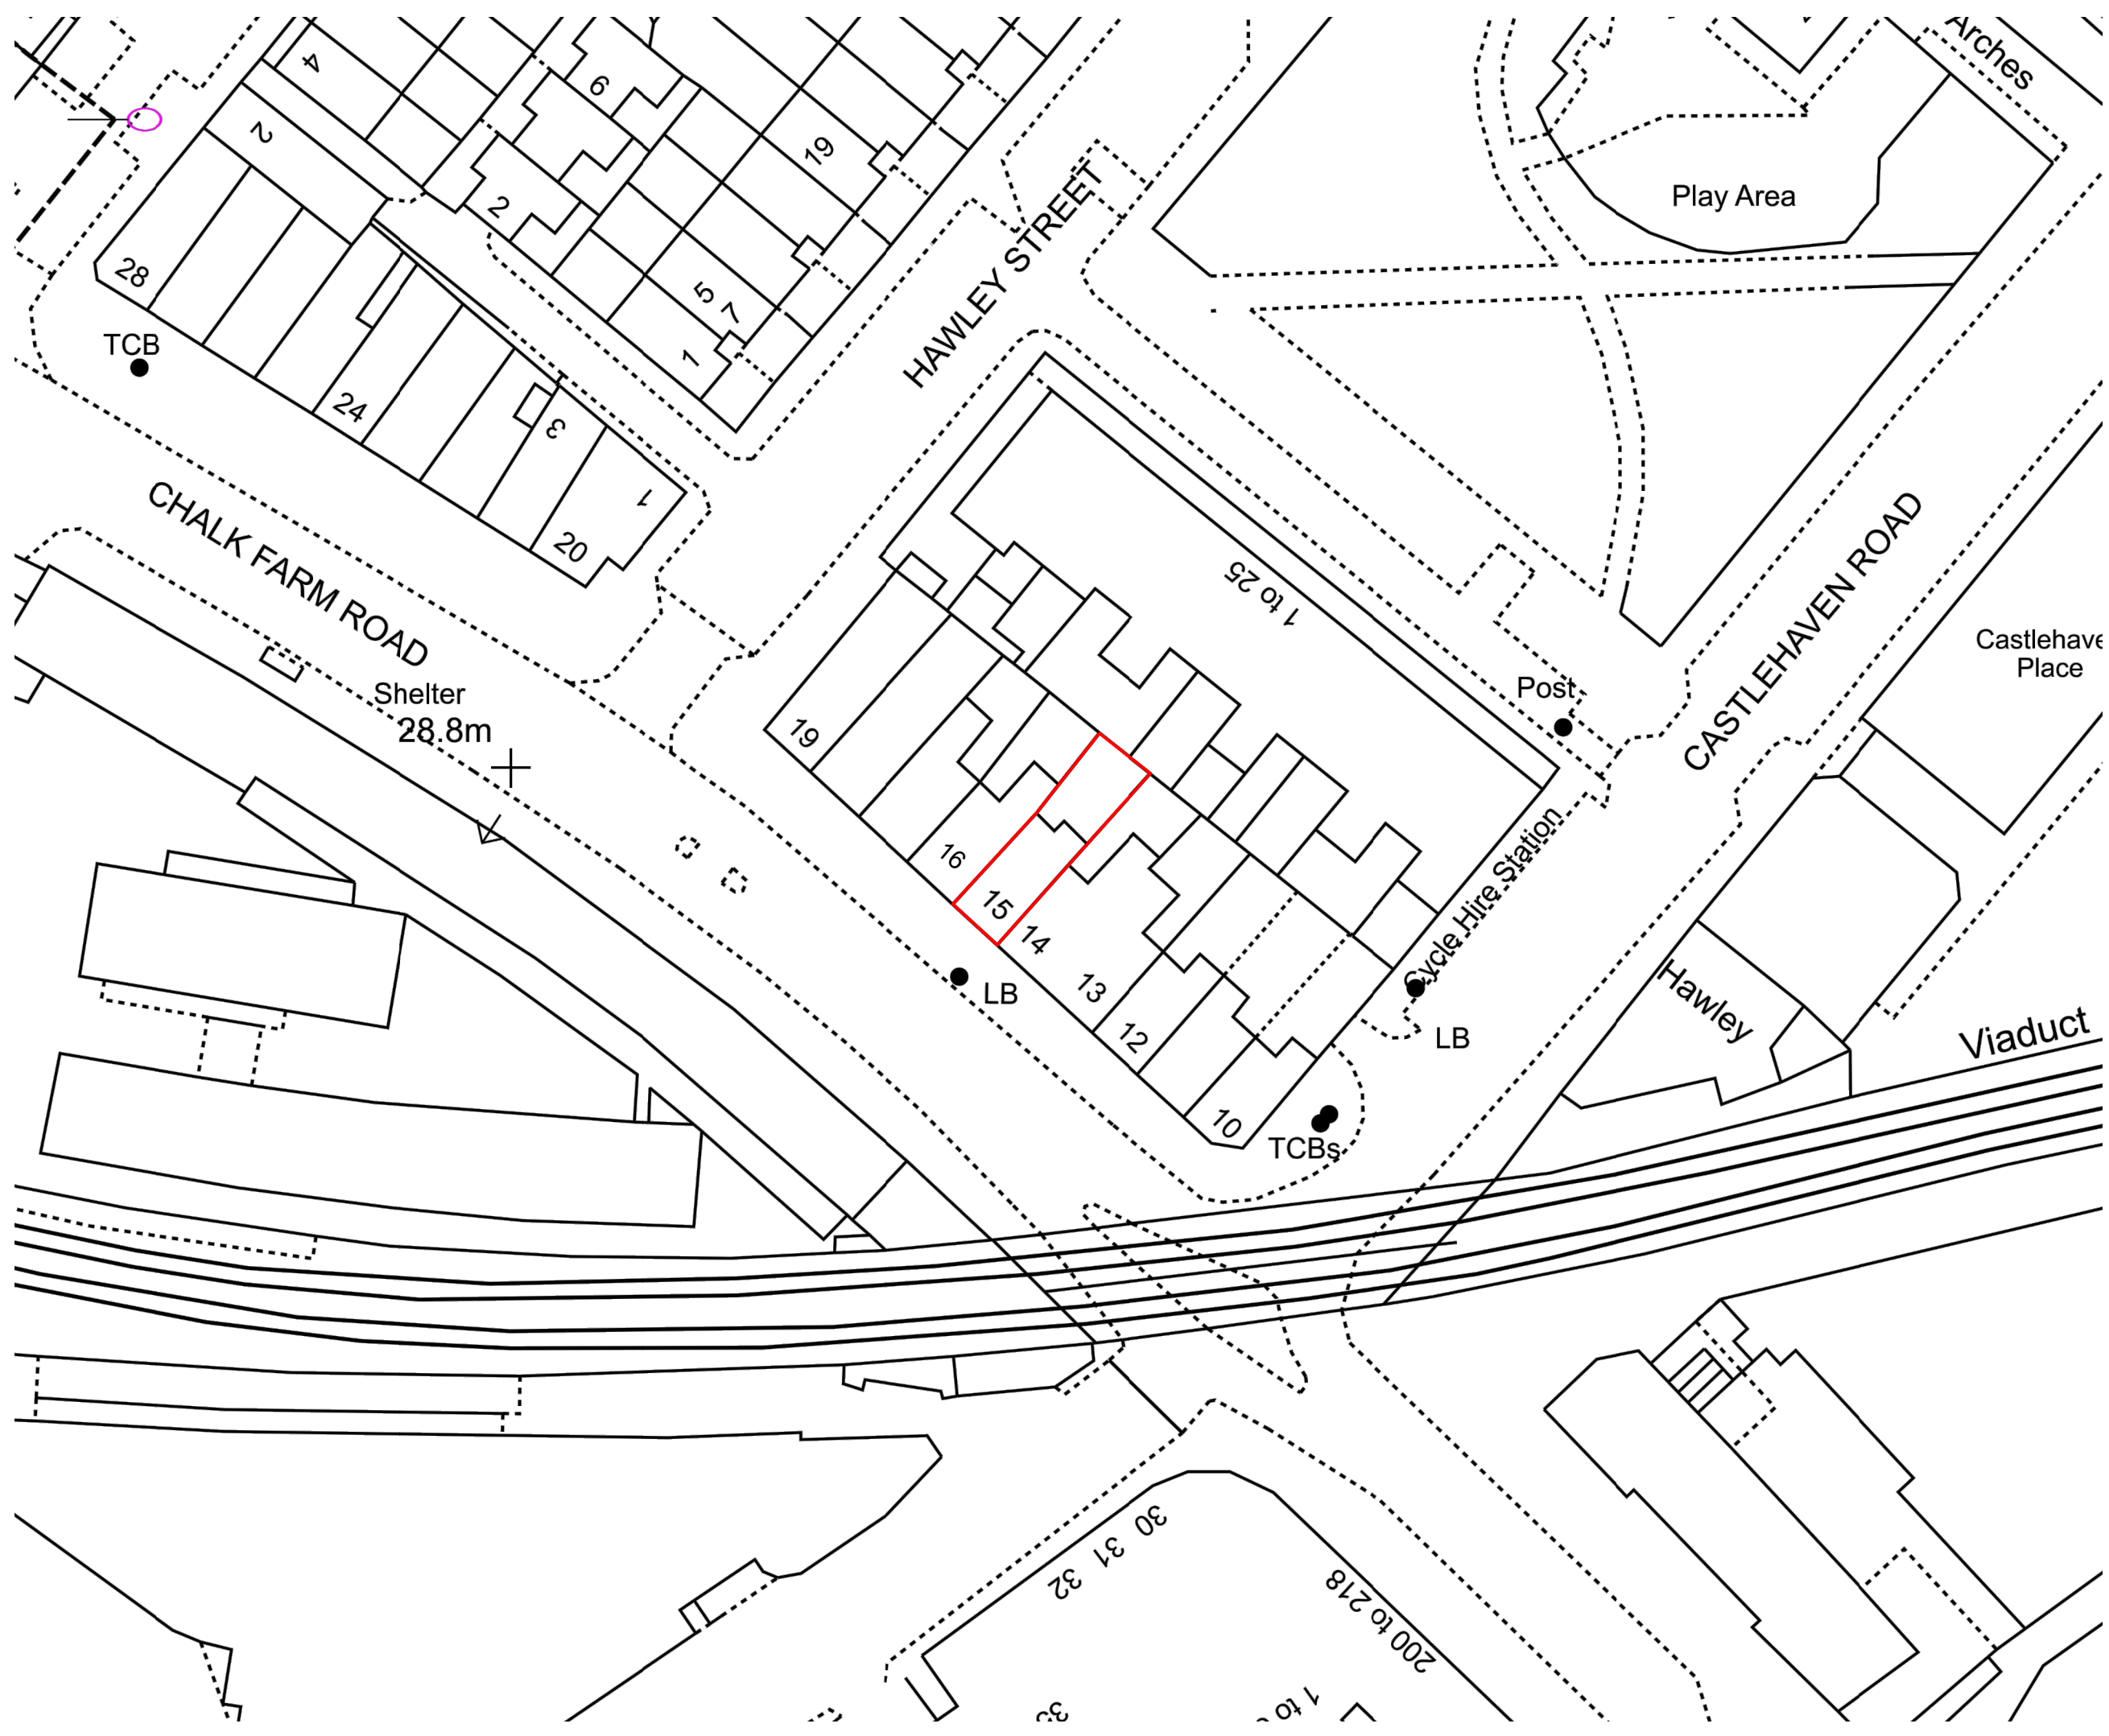 Arches
4
6
2
19
2
Play Area
HAWLEY STREET
28
5
7
TCB
1
24
3
1
20
CHALK FARM ROAD
1 to 25
CASTLEHAVEN ROAD
Castlehave
Place
Shelter
28.8m
Post
19
16
15
14
13
12
10
LB
Cycle Hire Station
LB
Hawley
Viaduct
TCBs
30
31
32
200 to 218
1 to